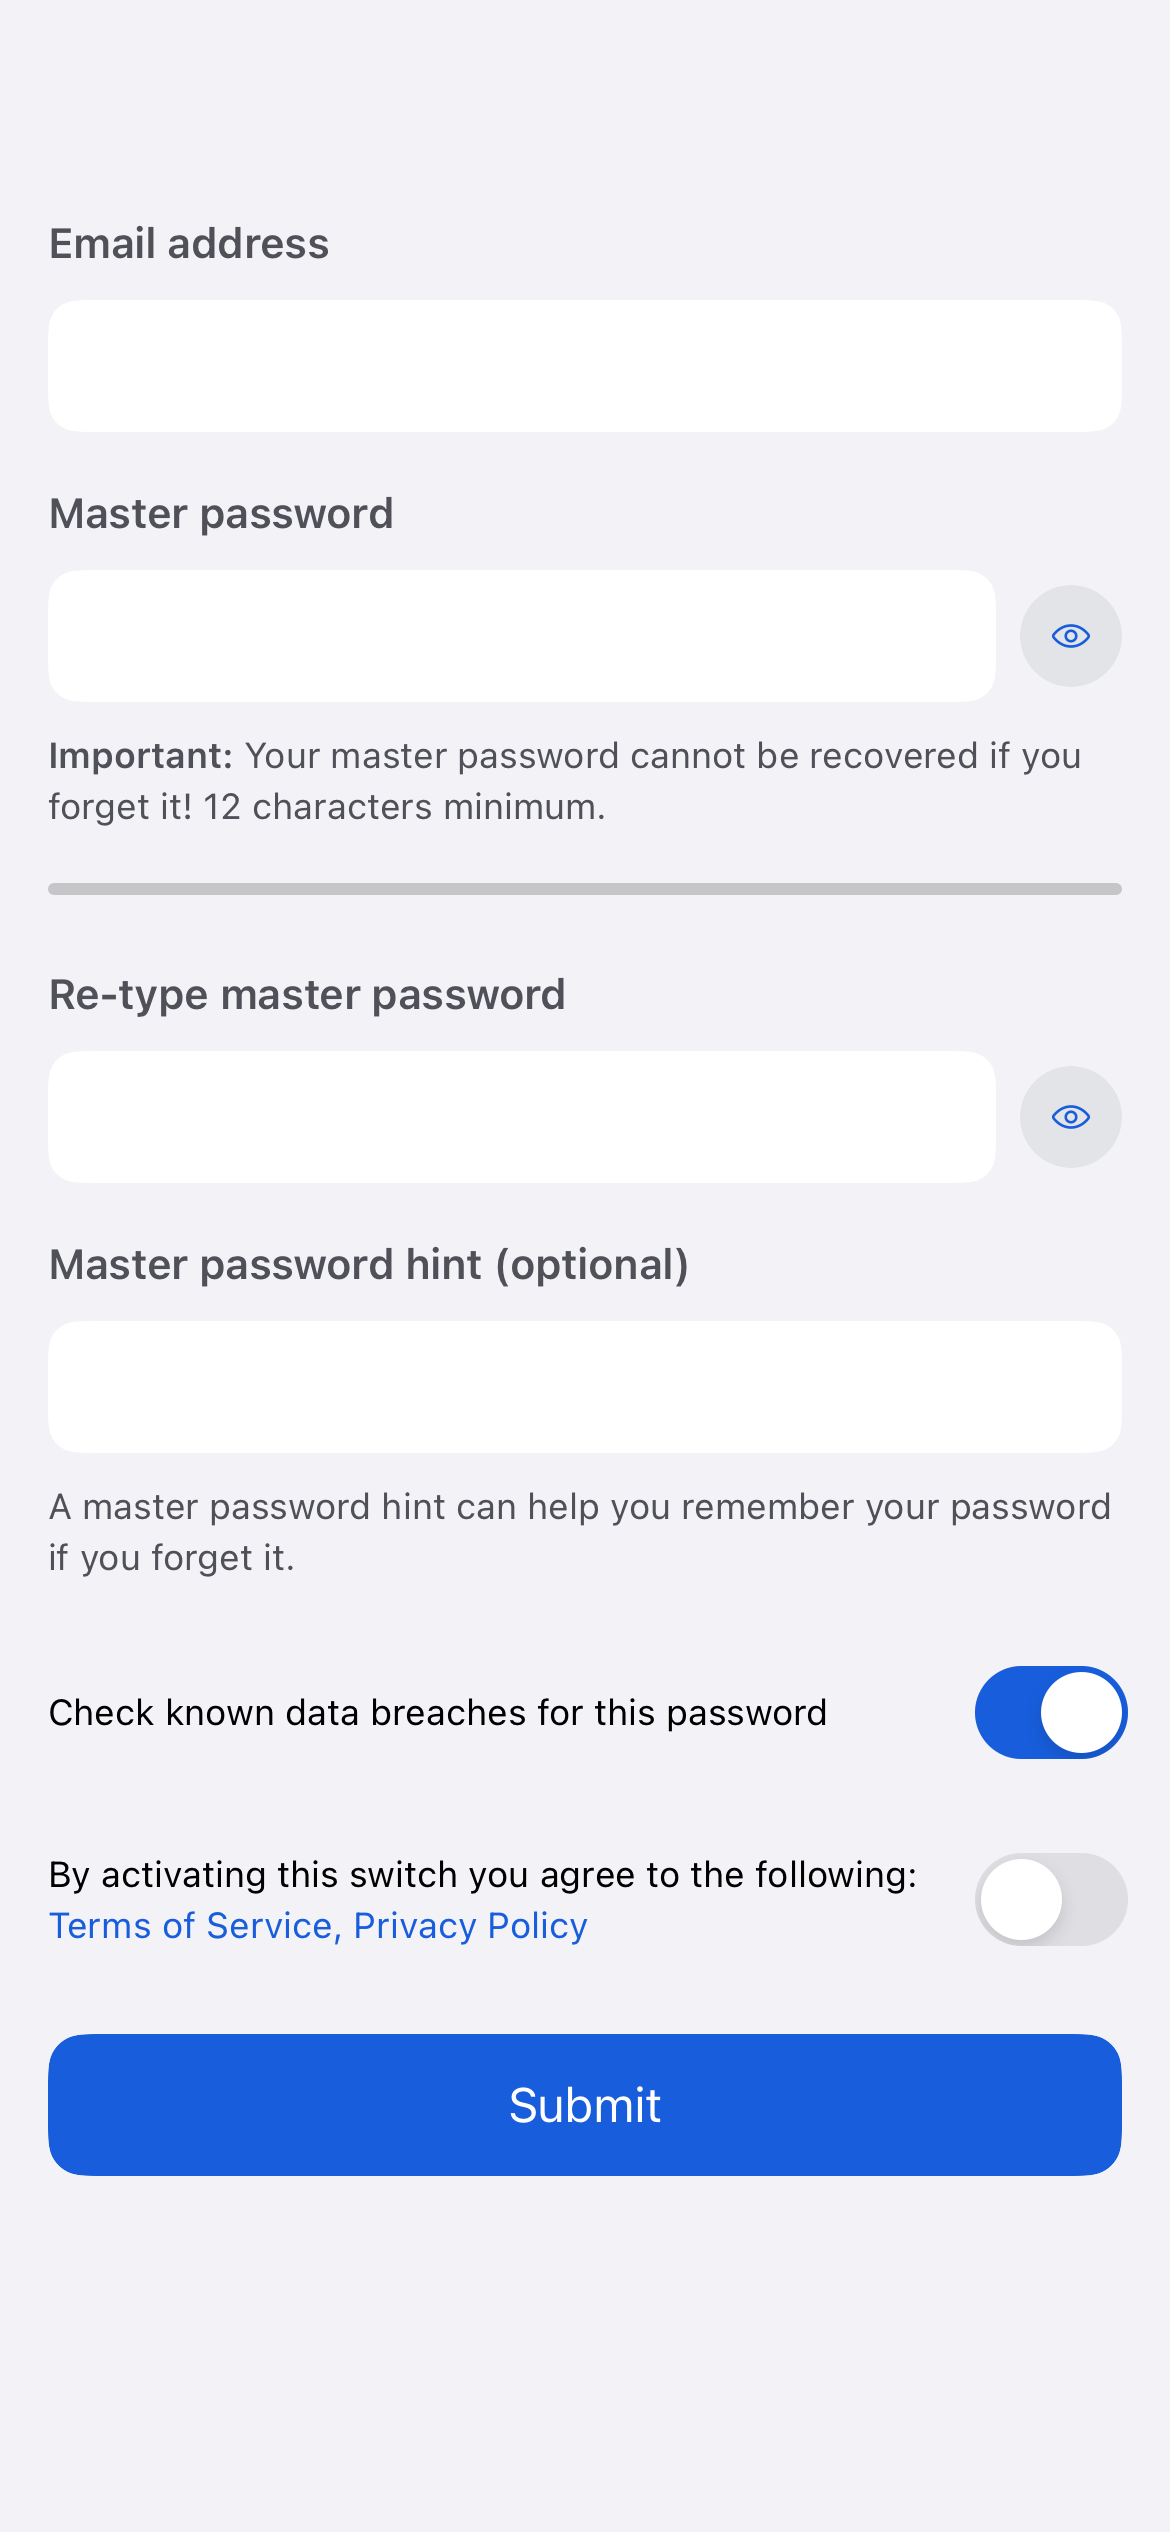 Email address
Master password
Important: Your master password cannot be recovered if you
forget it! 12 characters minimum.
Re-type master password
Master password hint (optional)
A master password hint can help you remember your password
if you forget it.
Check known data breaches for this password
By activating this switch you agree to the following:
Terms of Service, Privacy Policy
Submit